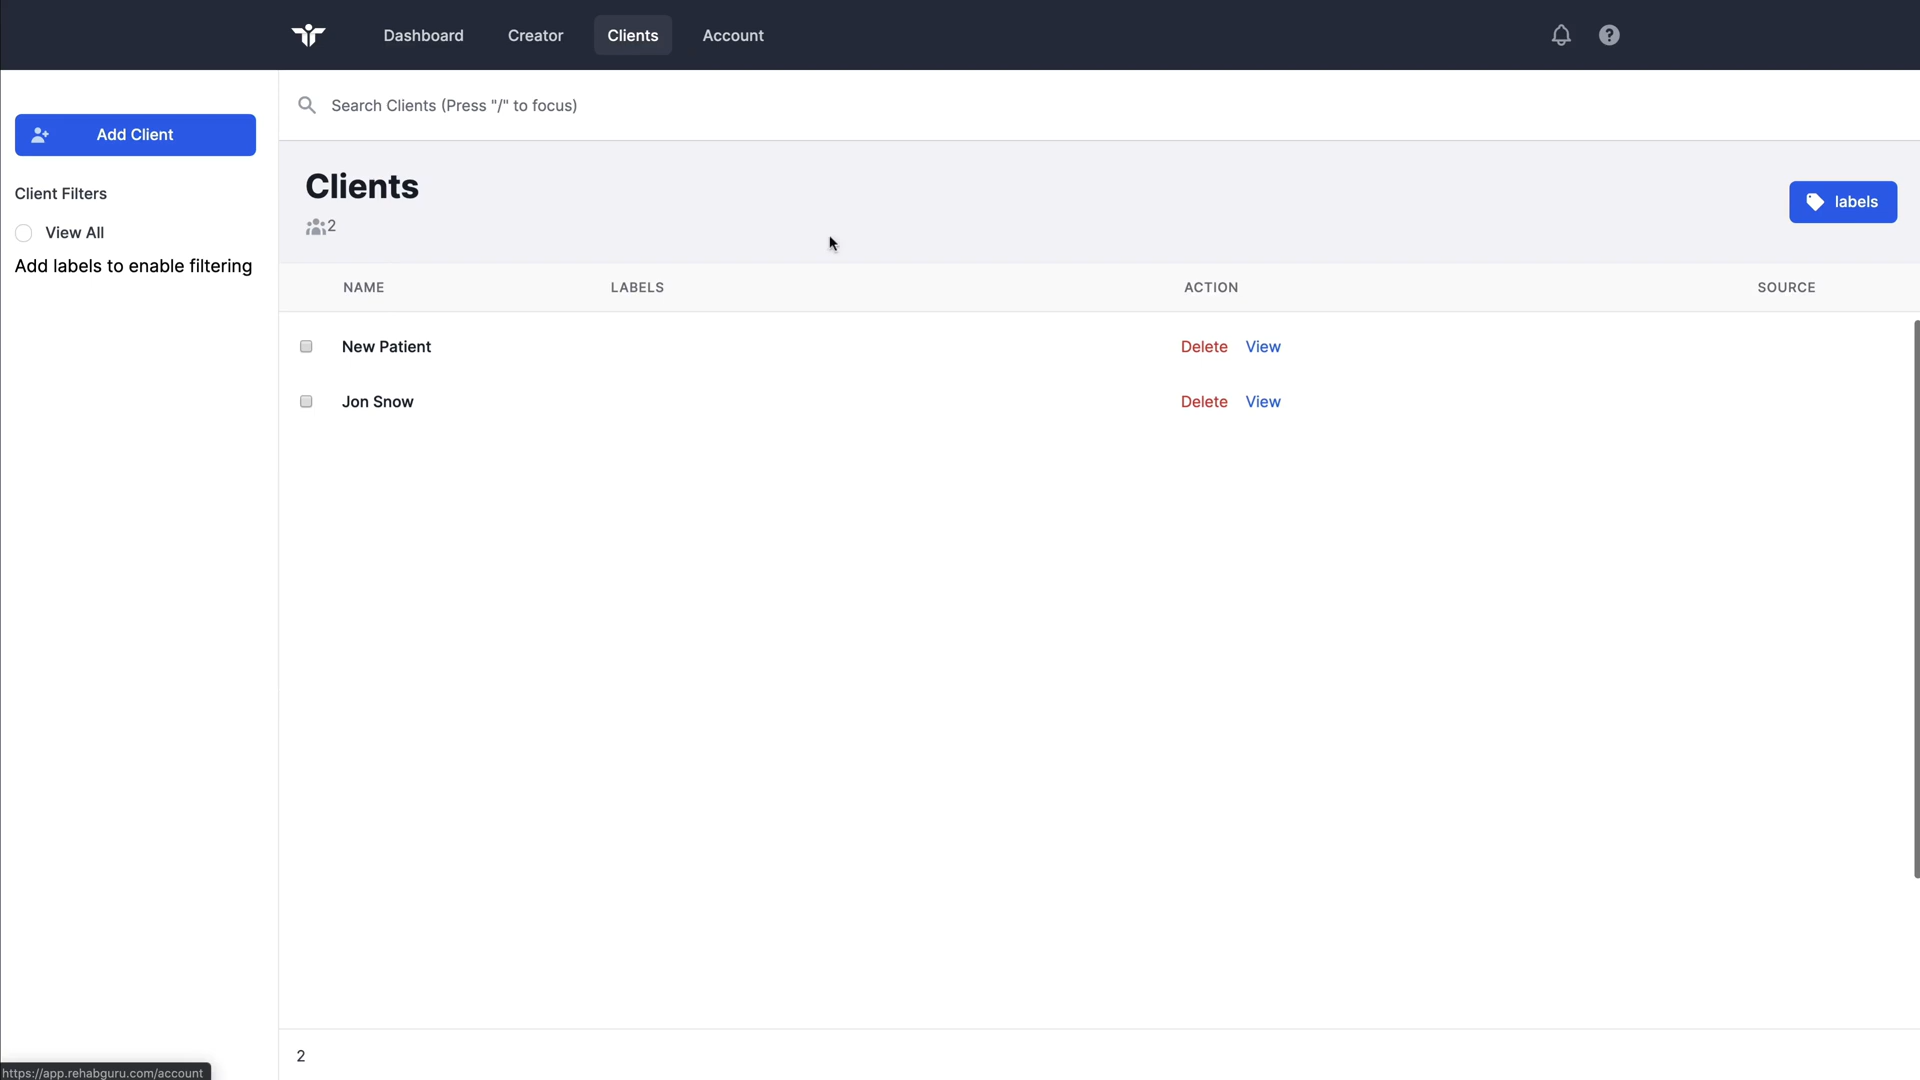 Dashboard
Creator
Clients
Account
Search Clients (Press "/" to focus)
Add Client
Client Filters
View All
Add labels to enable filtering
Clients
2
labels
NAME
LABELS
ACTION
SOURCE
New Patient
Delete
View
Jon Snow
Delete
View
2
https://app.rehabguru.com/account